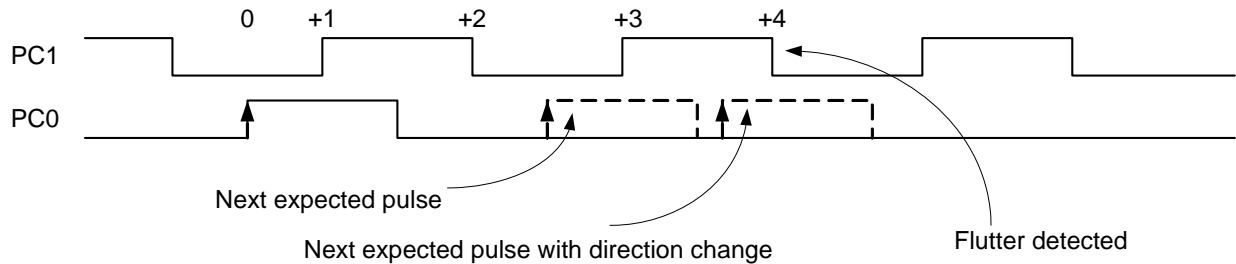 0 +1 +2 +3 +4
PC1
PC0
Next expected pulse
Next expected pulse with direction change
Flutter detected